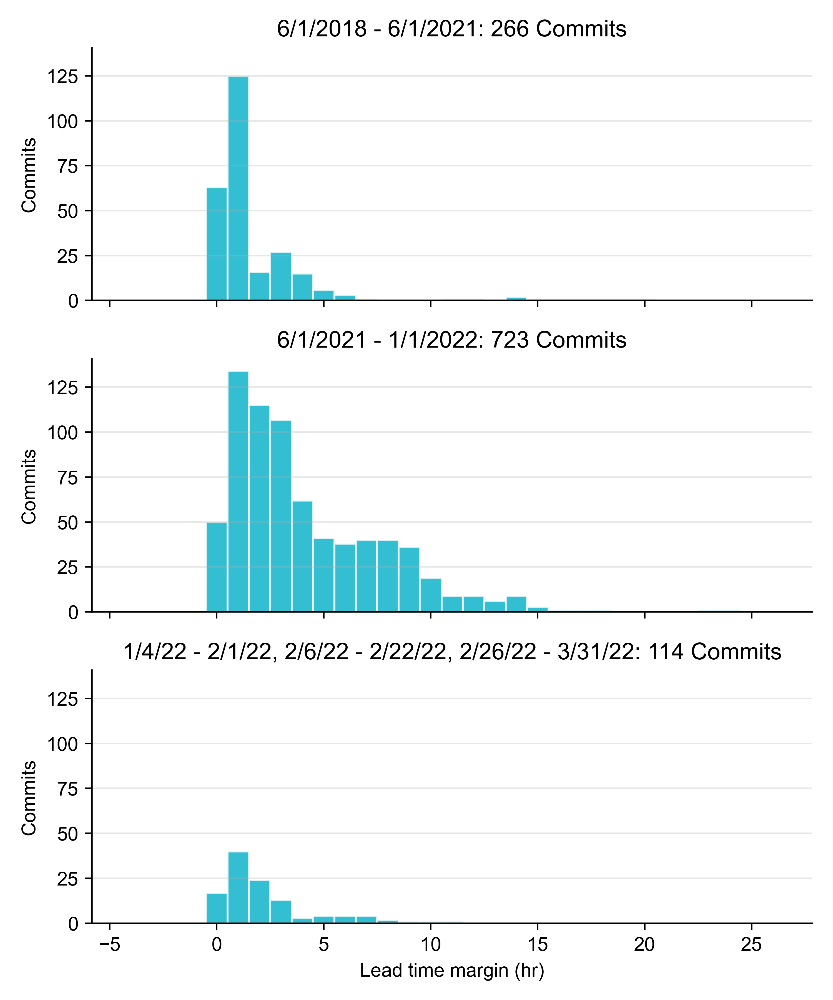 6/1/2018 - 6/1/2021: 266 Commits
125
100
75
50
25
0
Commits
6/1/2021 - 1/1/2022: 723 Commits
125
100
75
50
25
0
Commits
1/4/22 - 2/1/22, 2/6/22 - 2/22/22, 2/26/22 - 3/31/22: 114 Commits
125
100
75
50
25
0
Commits
−5 0 5 10 15 20 25
Lead time margin (hr)